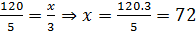 120/5 = x/3 ⇒ x = 120.3/5 = 72